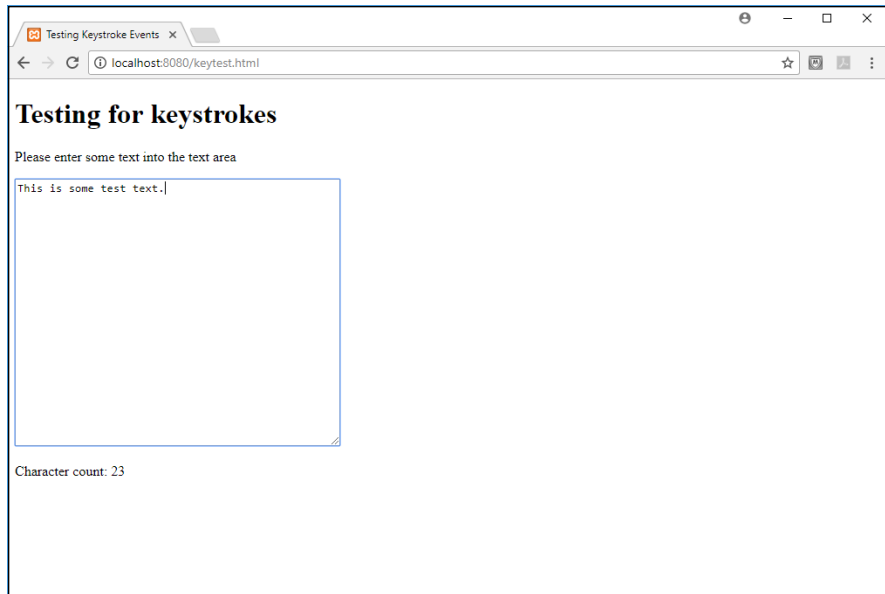 Testing Keystroke Events
localhost:8080/keytest.html
Testing for keystrokes
Please enter some text into the text area
This is some test text.
Character count: 23